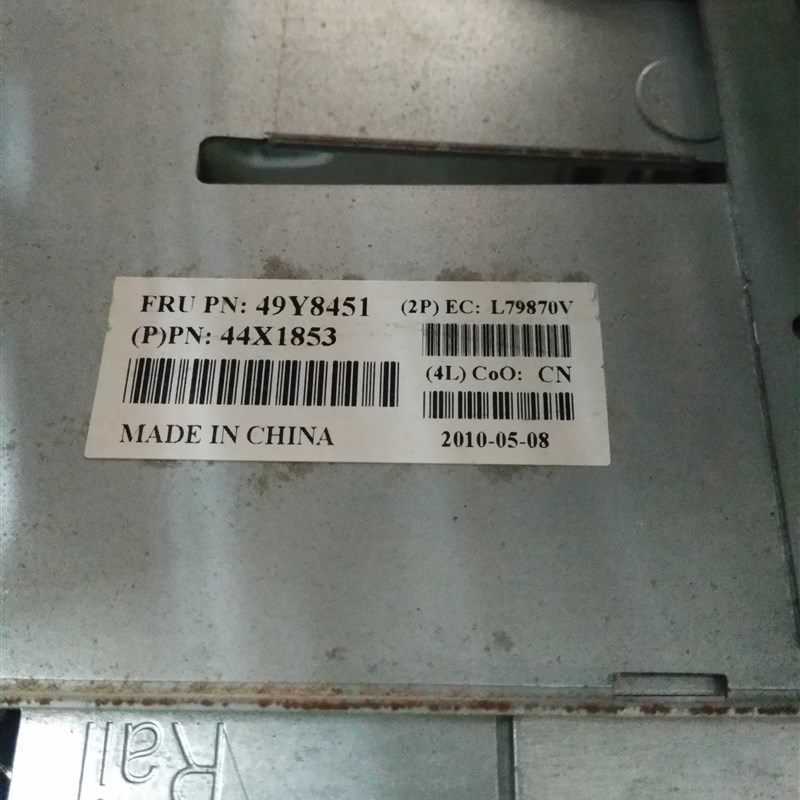 FRU PN: 49Y8451
(P)PN: 44X1853
MADE IN CHINA
(2P) EC: L79870V
(4L) CoO: CN
2010-05-08
Rail